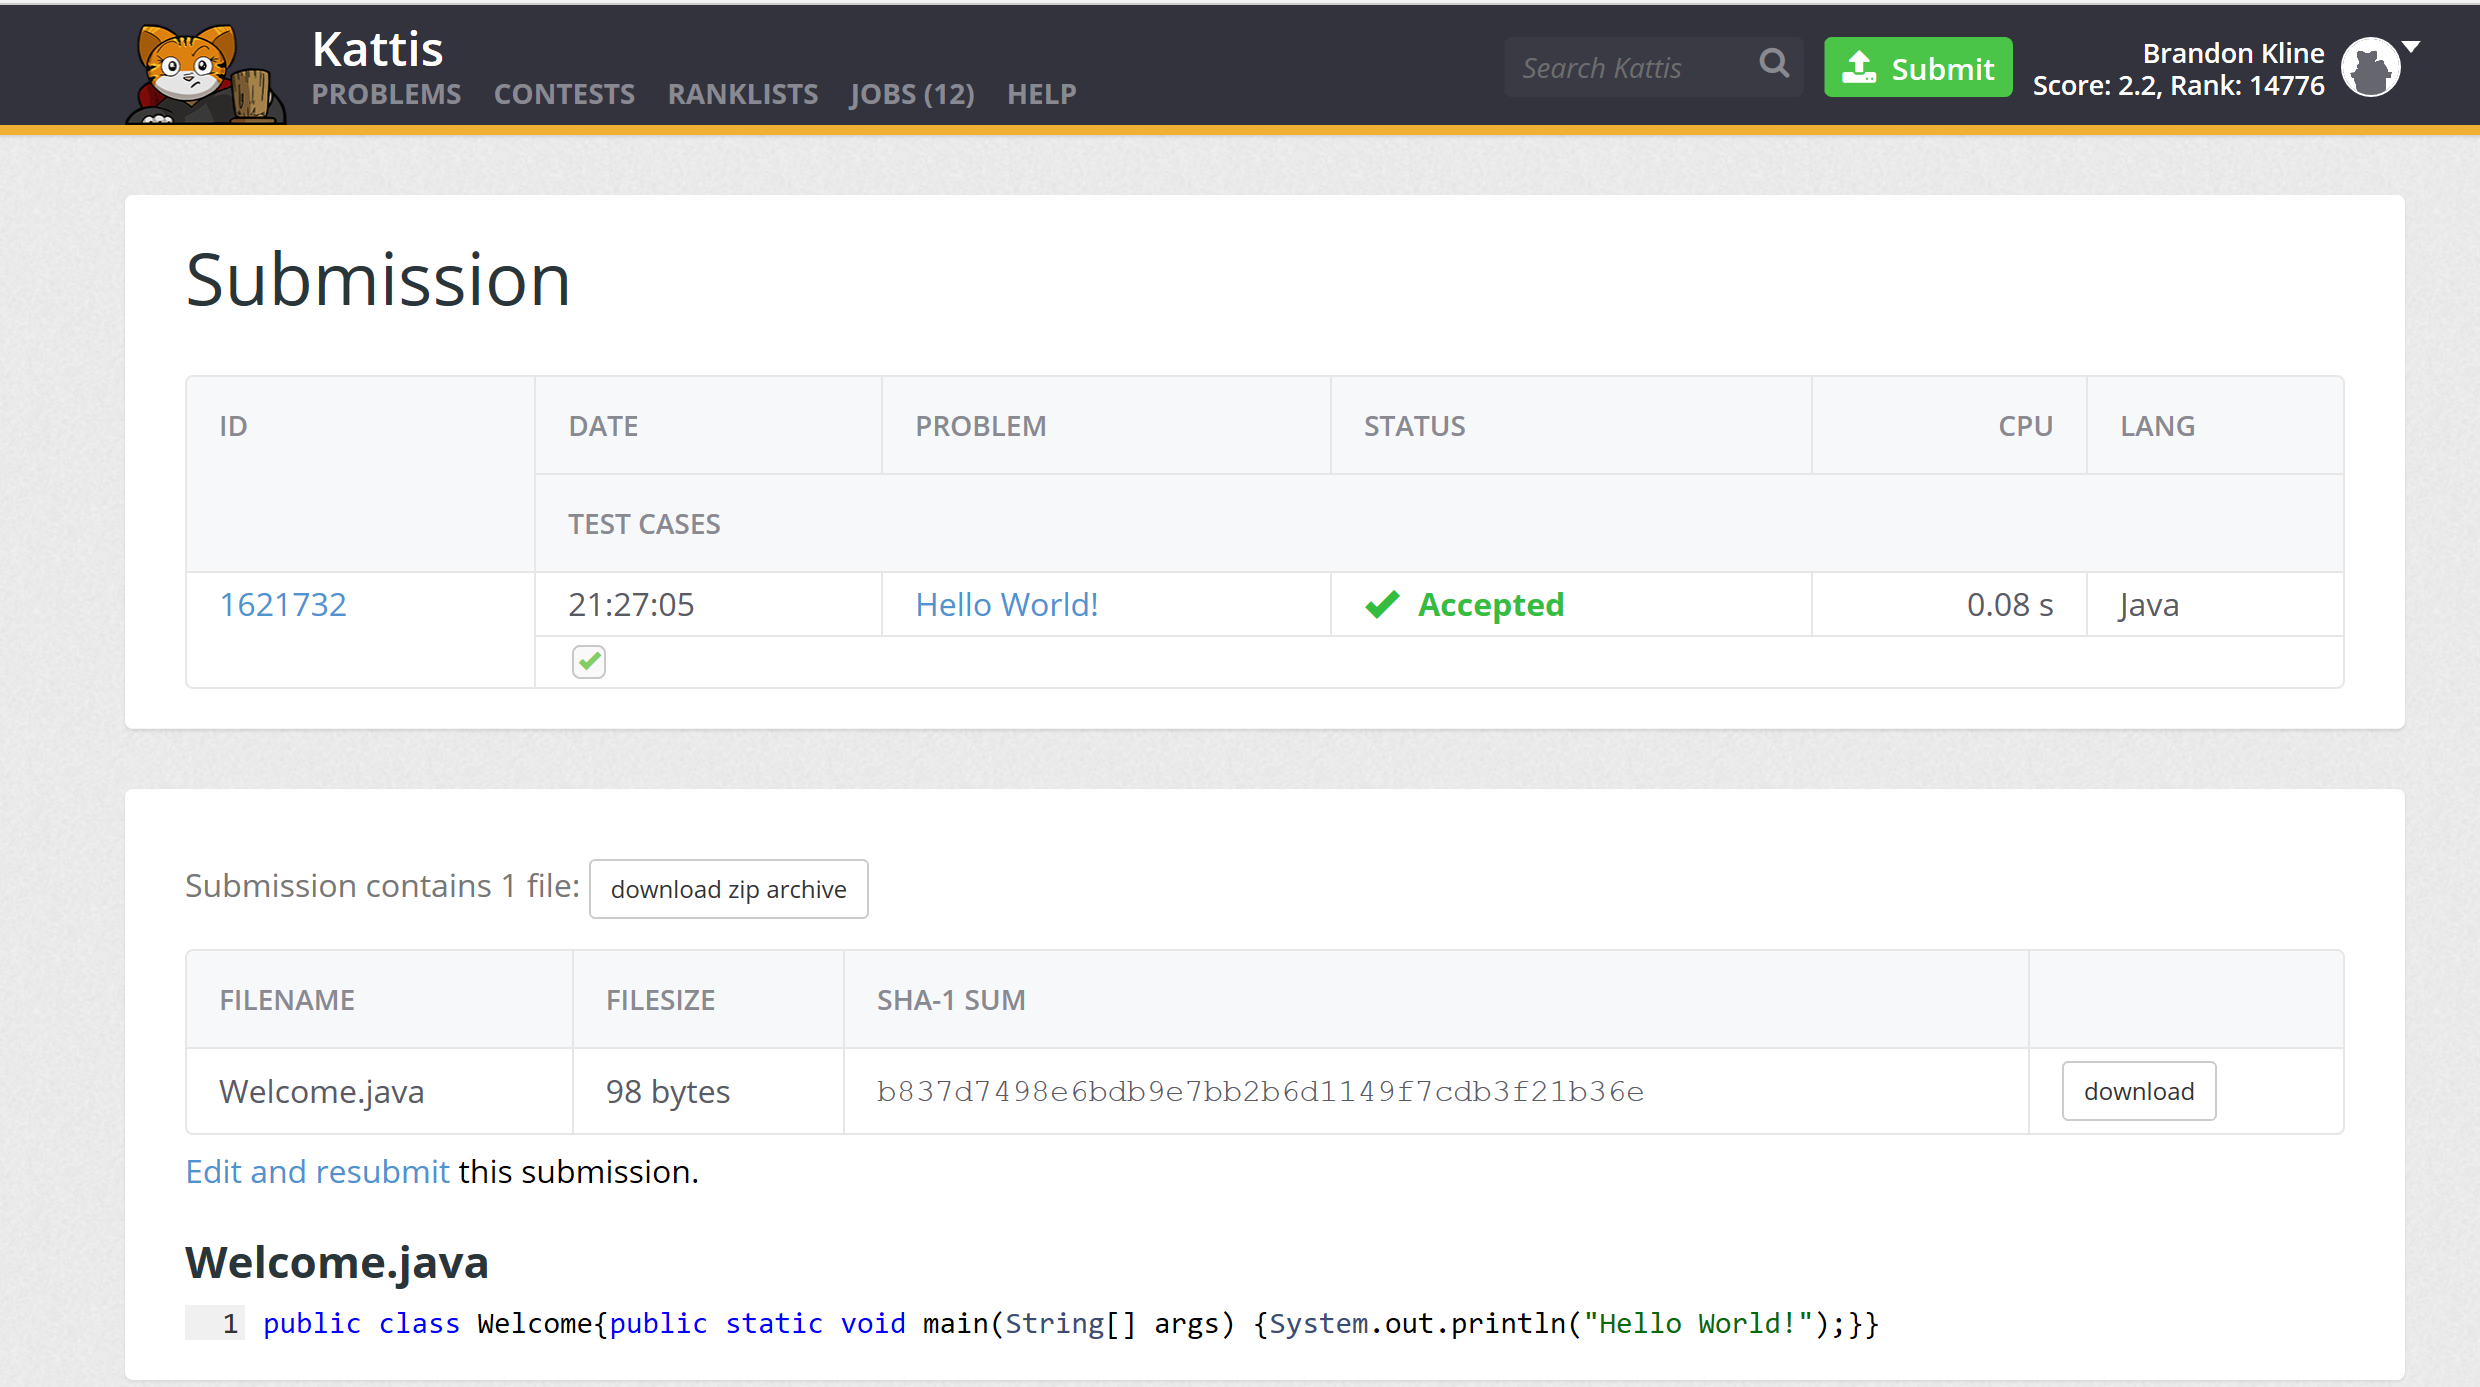 Kattis
PROBLEMS CONTESTS RANKLISTS JOBS (12) HELP
Search Kattis
Submit
Brandon Kline
Score: 2.2, Rank: 14776
Submission
ID DATE PROBLEM STATUS CPU LANG
TEST CASES
1621732 21:27:05 Hello World! Accepted 0.08 s Java
Submission contains 1 file: download zip archive
FILENAME FILESIZE SHA-1 SUM
Welcome.java 98 bytes b837d7498e6bdb9e7bb2b6d1149f7cdb3f21b36e download
Edit and resubmit this submission.
Welcome.java
1 public class Welcome{public static void main(String[] args) {System.out.println("Hello World!");}}